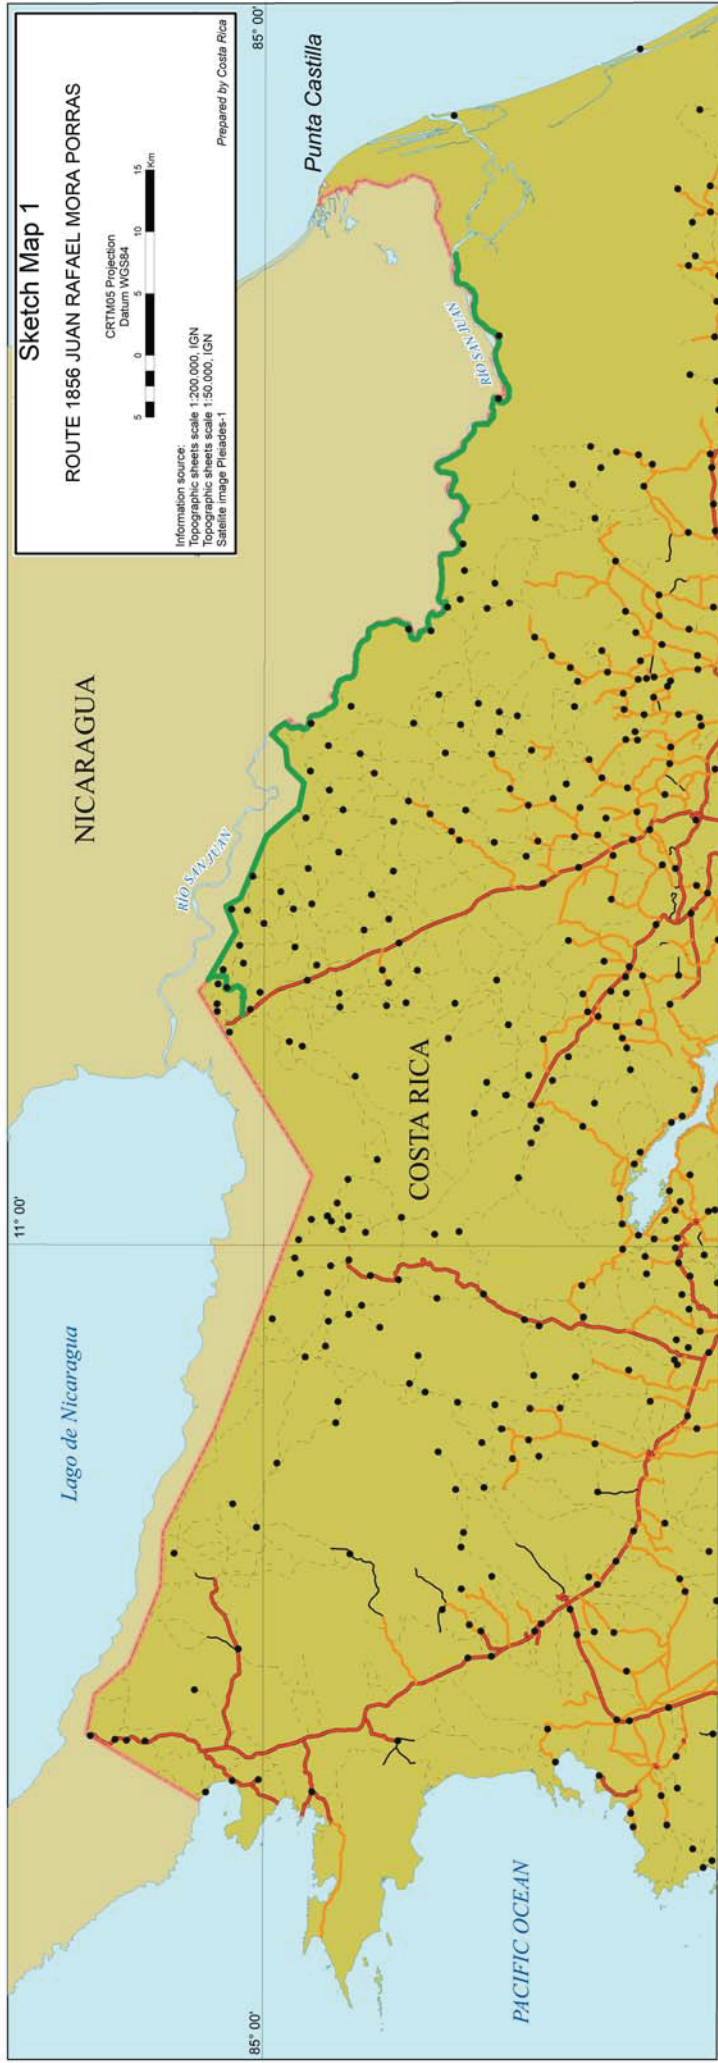 Sketch Map 1
ROUTE 1856 JUAN RAFAEL MORA PORRAS
CRTM05 Projection
Datum WGS84
5 0 5 10 15
Km
Information source:
Topographic sheets scale 1:200.000, IGN
Topographic sheets scale 1:50.000, IGN
Satelite image Pleiades-1
Prepared by Costa Rica
11° 00'
85° 00'
Lago de Nicaragua
NICARAGUA
RÍO SAN JUAN
Punta Castilla
RÍO SAN JUAN
COSTA RICA
PACIFIC OCEAN
85° 00'